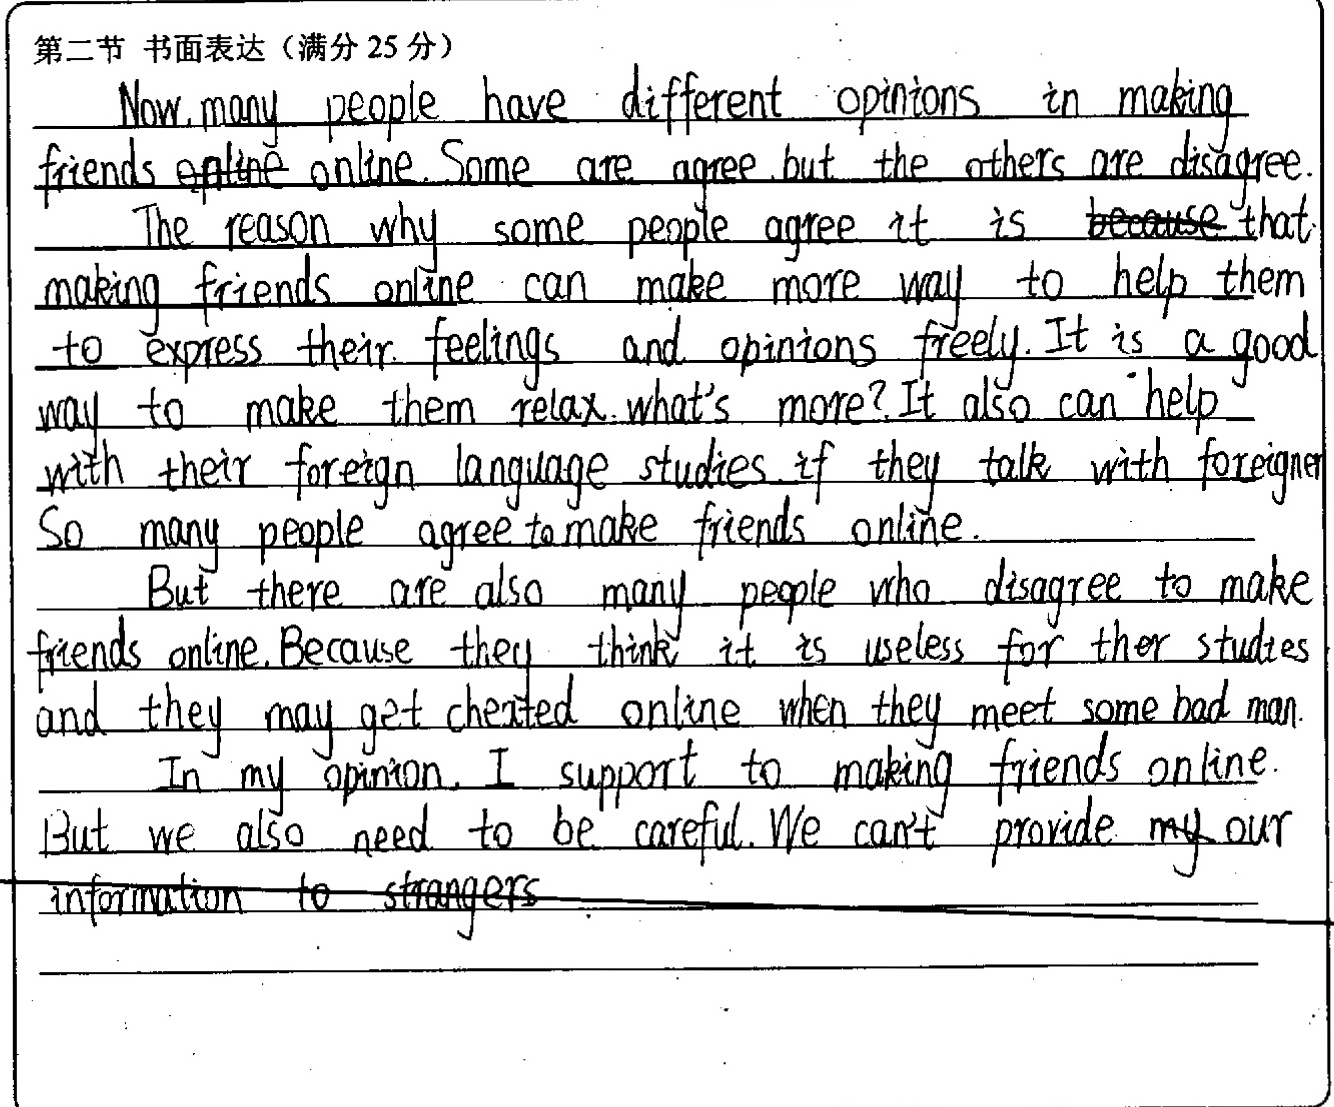 第二节 书面表达（满分 25 分）
Now, many people have different opinions in making
friends online online. Some are agree, but the others are disagree.
The reason why some people agree it is because that
making friends online can make more way to help them
to express their feelings and opinions freely. It is a good
way to make them relax. what's more? It also can help
with their foreign language studies. if they talk with foreigner
So many people agree to make friends online.
But there are also many people who disagree to make
friends online. Because they think it is useless for ther studies
and they may get cheated online when they meet some bad man.
In my opinion, I support to making friends online.
But we also need to be careful. We can't provide my our
information to strangers